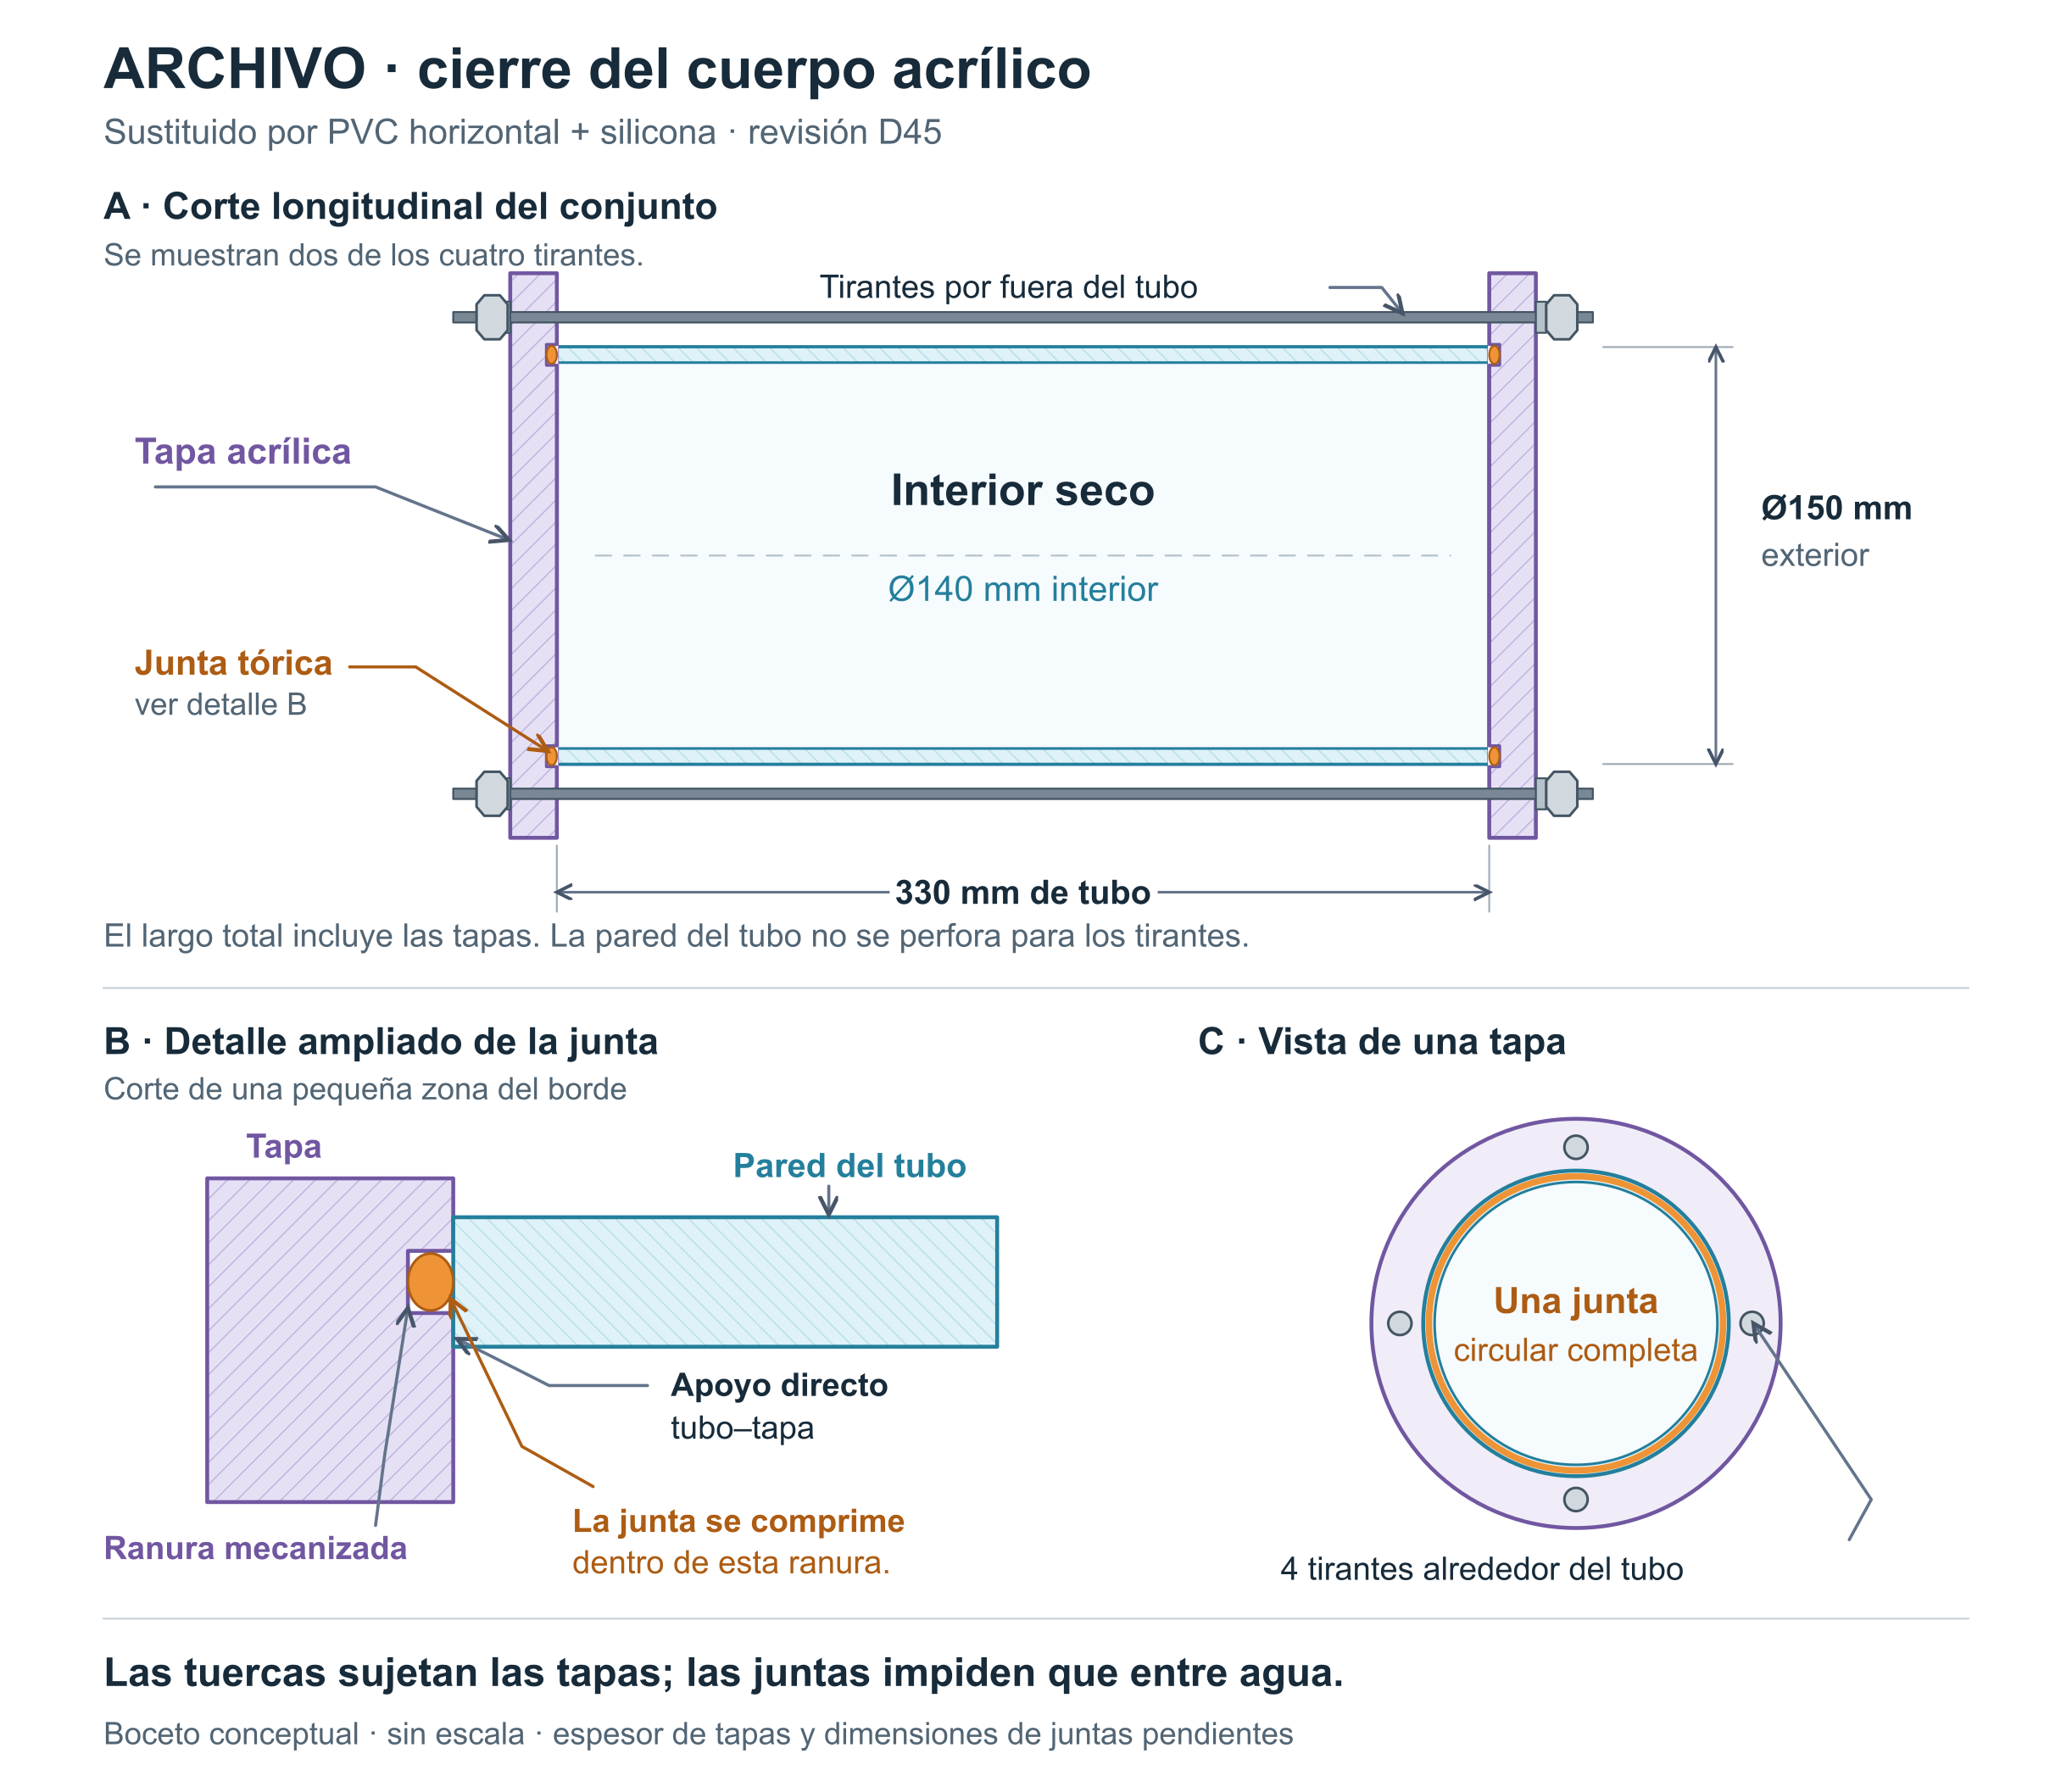 ARCHIVO · cierre del cuerpo acrílico
Sustituido por PVC horizontal + silicona · revisión D45
A · Corte longitudinal del conjunto
Se muestran dos de los cuatro tirantes.
Tirantes por fuera del tubo
Tapa acrílica
Interior seco
Ø150 mm
exterior
Ø140 mm interior
Junta tórica
ver detalle B
330 mm de tubo
El largo total incluye las tapas. La pared del tubo no se perfora para los tirantes.
B · Detalle ampliado de la junta
Corte de una pequeña zona del borde
Tapa
Pared del tubo
Apoyo directo
tubo–tapa
La junta se comprime
dentro de esta ranura.
Ranura mecanizada
C · Vista de una tapa
Una junta
circular completa
4 tirantes alrededor del tubo
Las tuercas sujetan las tapas; las juntas impiden que entre agua.
Boceto conceptual · sin escala · espesor de tapas y dimensiones de juntas pendientes